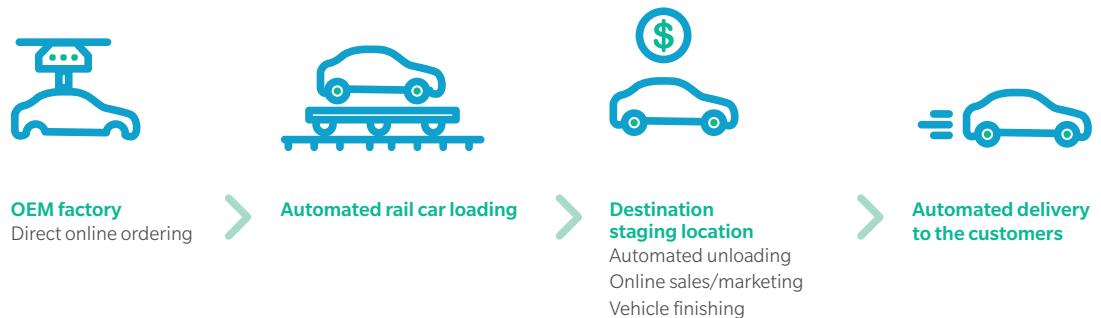 $
OEM factory
Direct online ordering
Automated rail car loading
Destination
staging location
Automated unloading
Online sales/marketing
Vehicle finishing
Automated delivery
to the customers